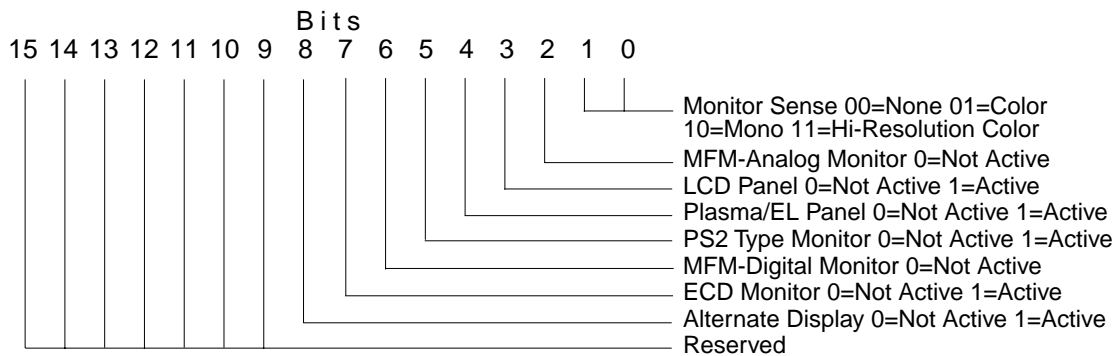 Bits
15 14 13 12 11 10 9 8 7 6 5 4 3 2 1 0
Monitor Sense 00=None 01=Color
10=Mono 11=Hi-Resolution Color
MFM-Analog Monitor 0=Not Active
LCD Panel 0=Not Active 1=Active
Plasma/EL Panel 0=Not Active 1=Active
PS2 Type Monitor 0=Not Active 1=Active
MFM-Digital Monitor 0=Not Active
ECD Monitor 0=Not Active 1=Active
Alternate Display 0=Not Active 1=Active
Reserved